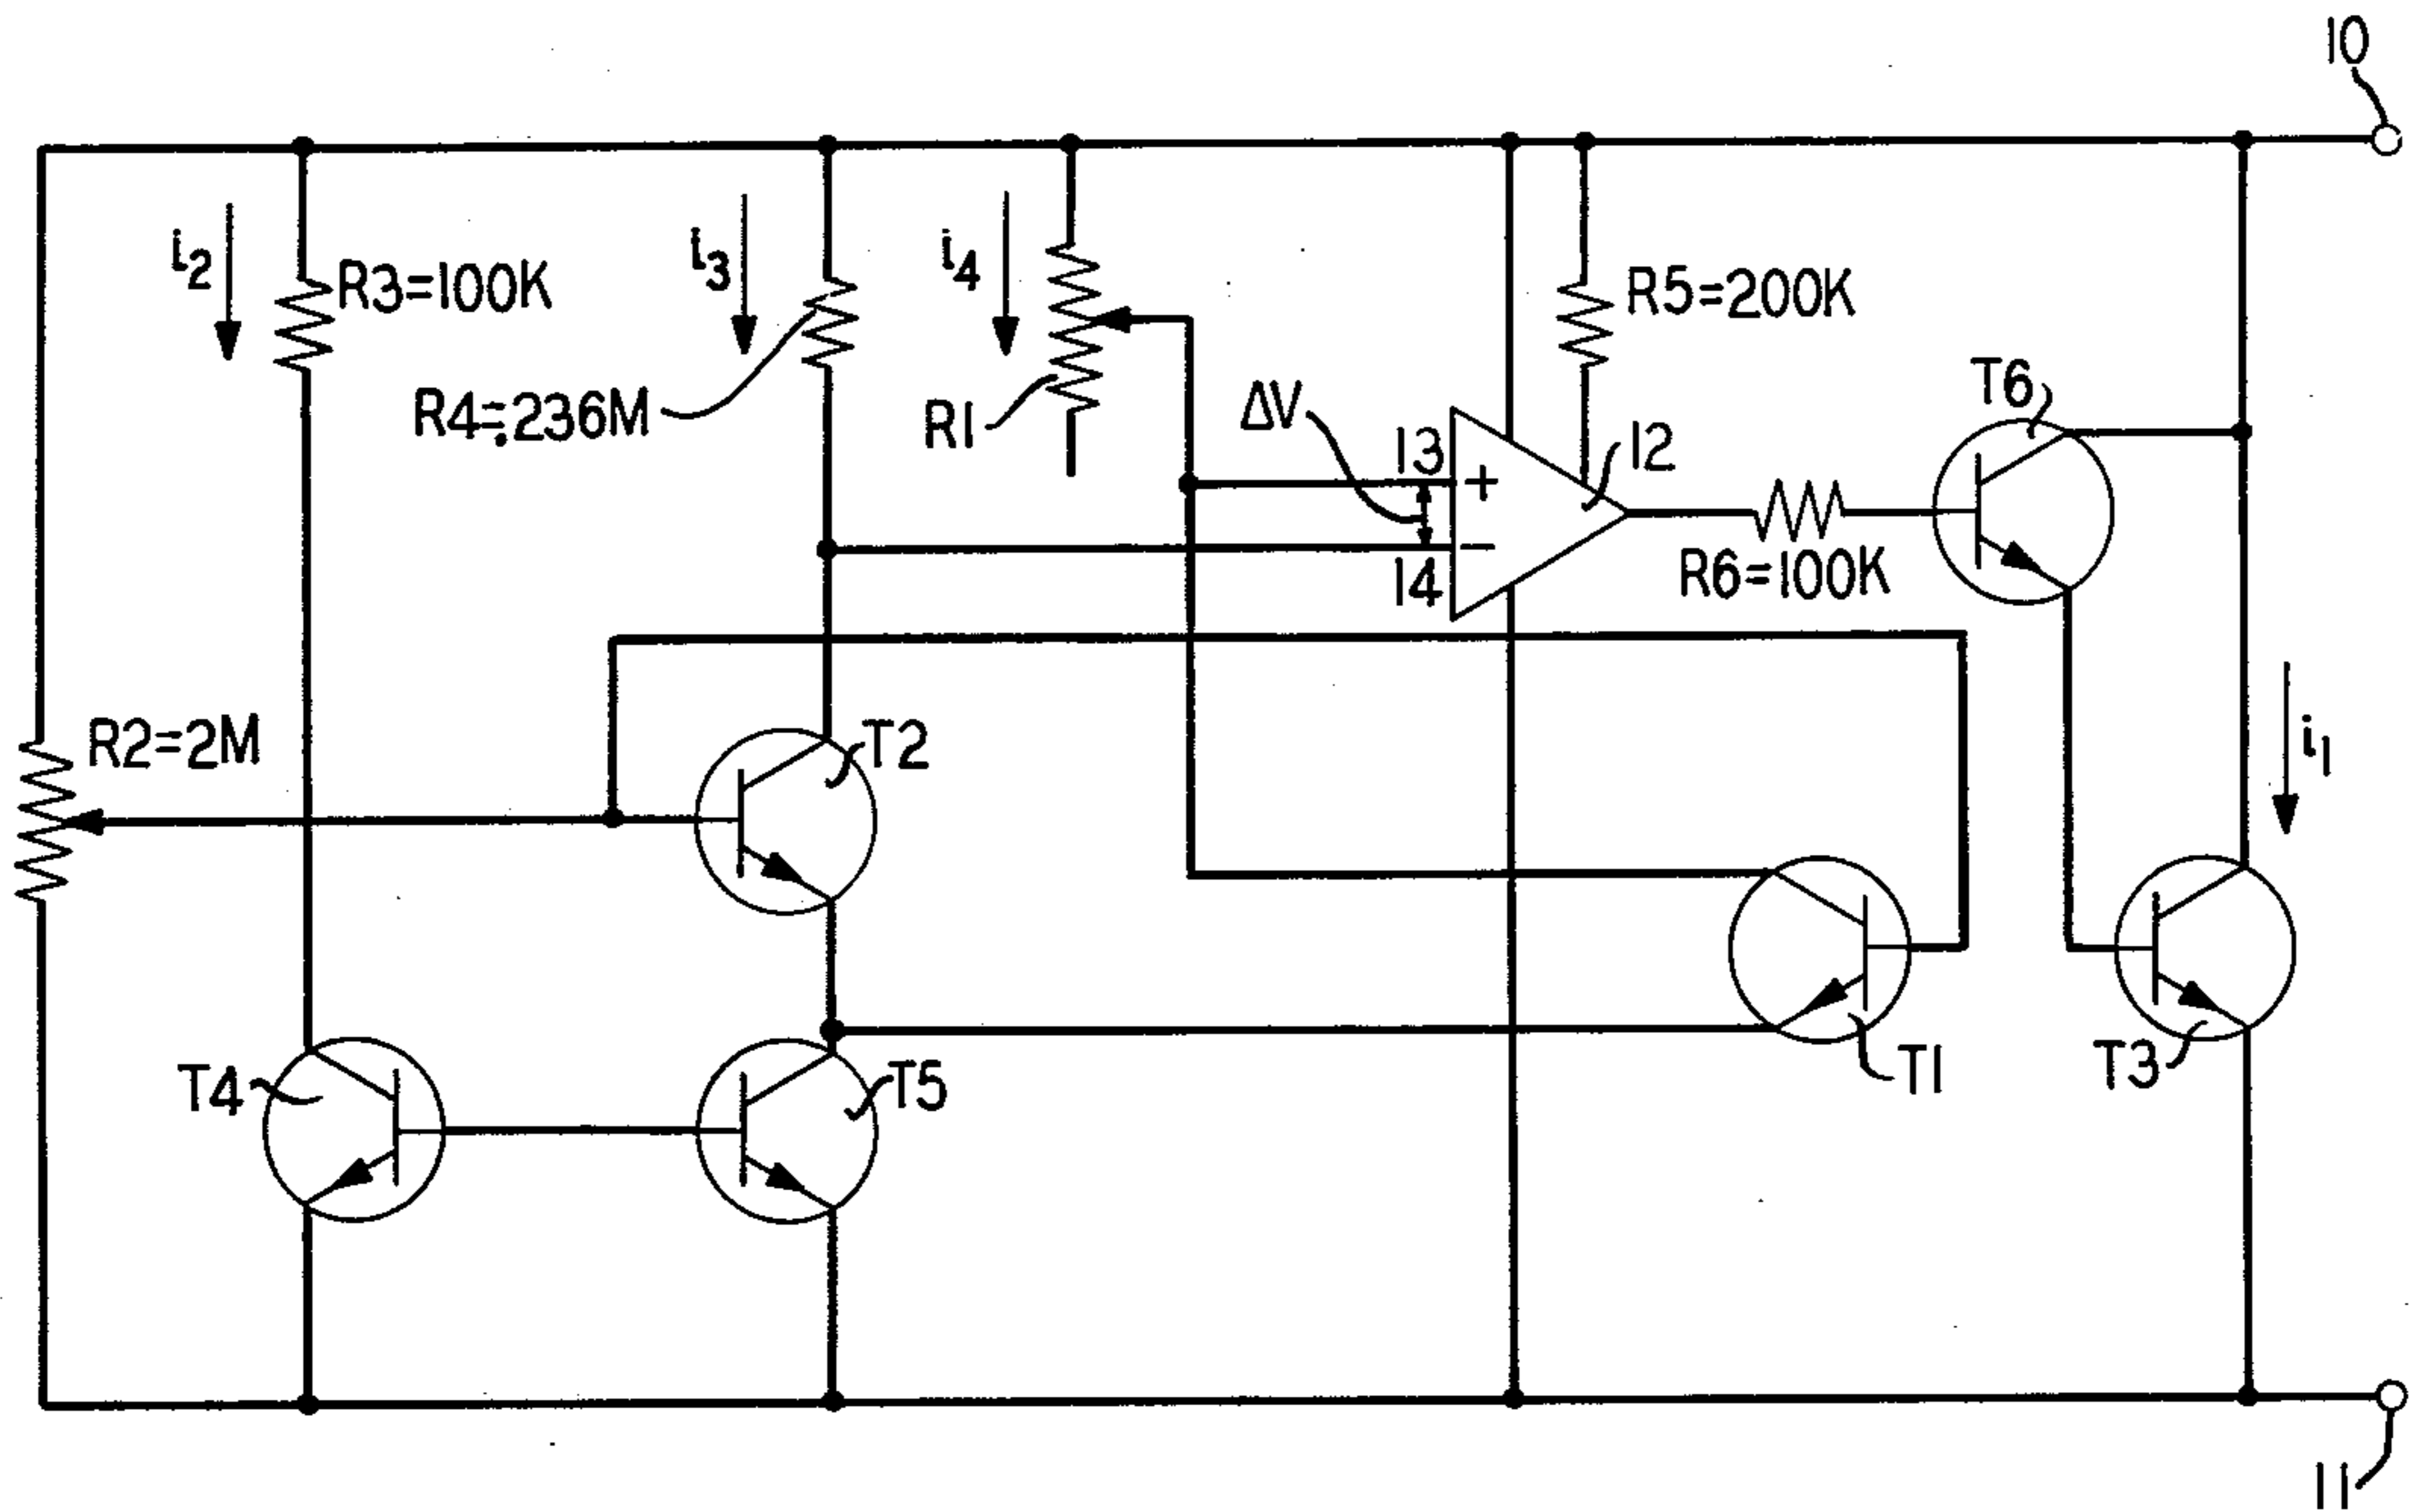 10
i2
R3=100K
i3
i4
R5=200K
R4=.236M
R1
ΔV
13
+
12
T6
−
14
R6=100K
R2=2M
T2
i1
T4
T5
T1
T3
11